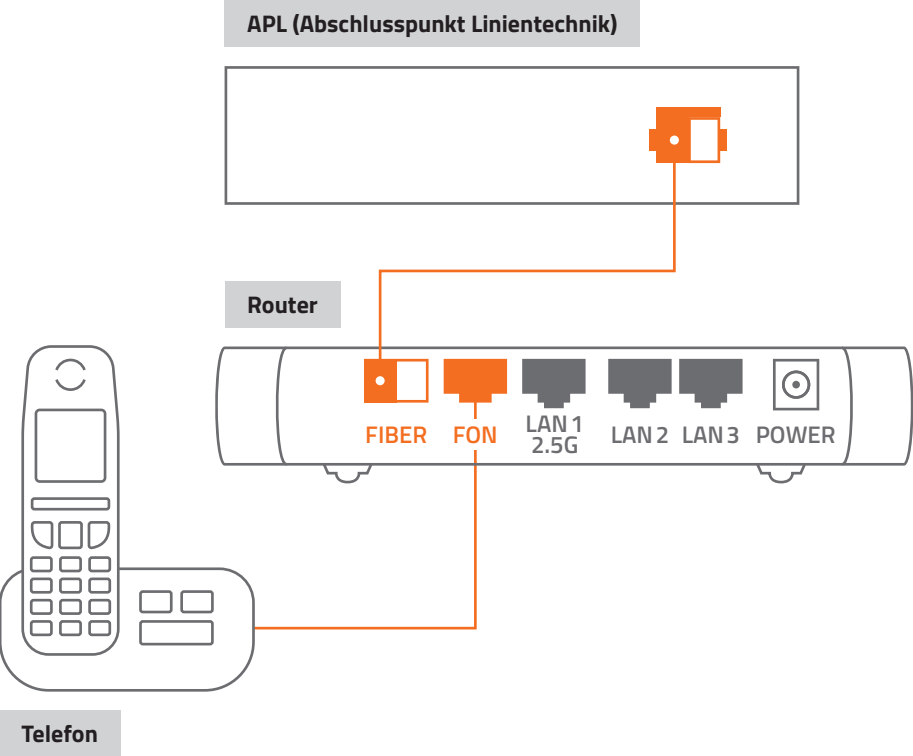 APL (Abschlusspunkt Linientechnik)
Router
FIBER
FON
LAN 1
2.5G
LAN 2
LAN 3
POWER
Telefon